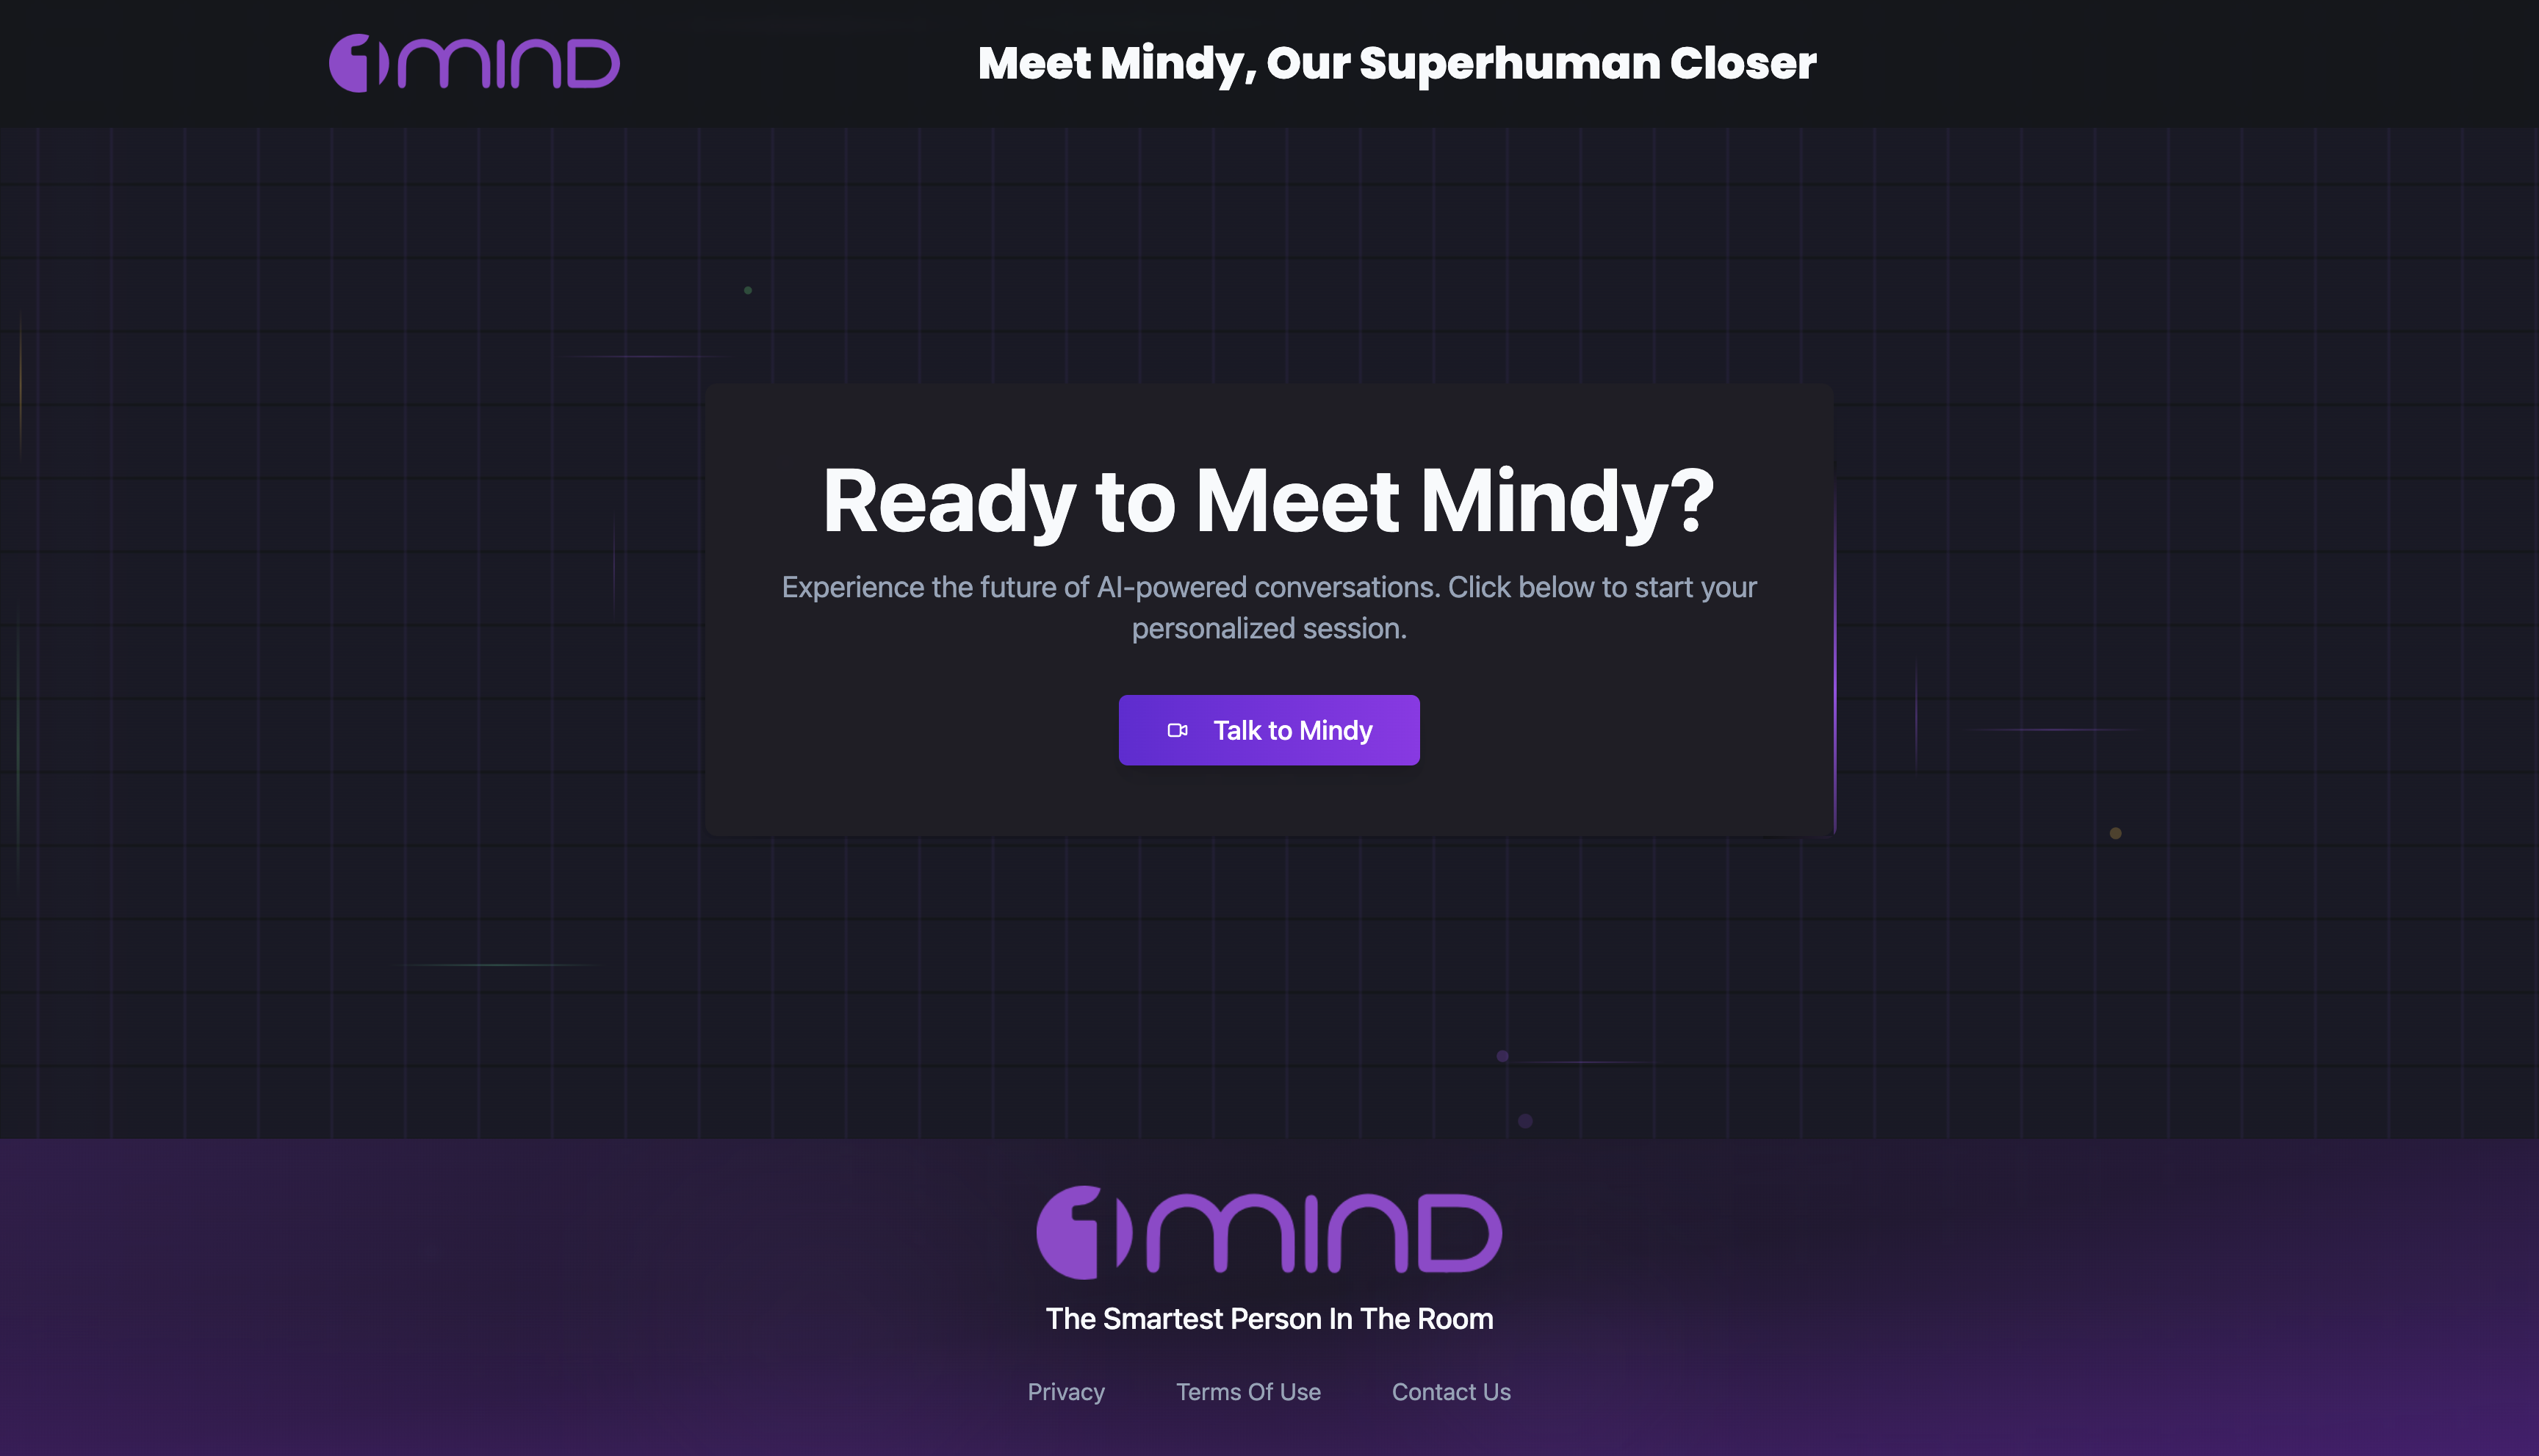 1mind
Meet Mindy, Our Superhuman Closer
Ready to Meet Mindy?
Experience the future of AI-powered conversations. Click below to start your
personalized session.
Talk to Mindy
1mind
The Smartest Person In The Room
Privacy
Terms Of Use
Contact Us